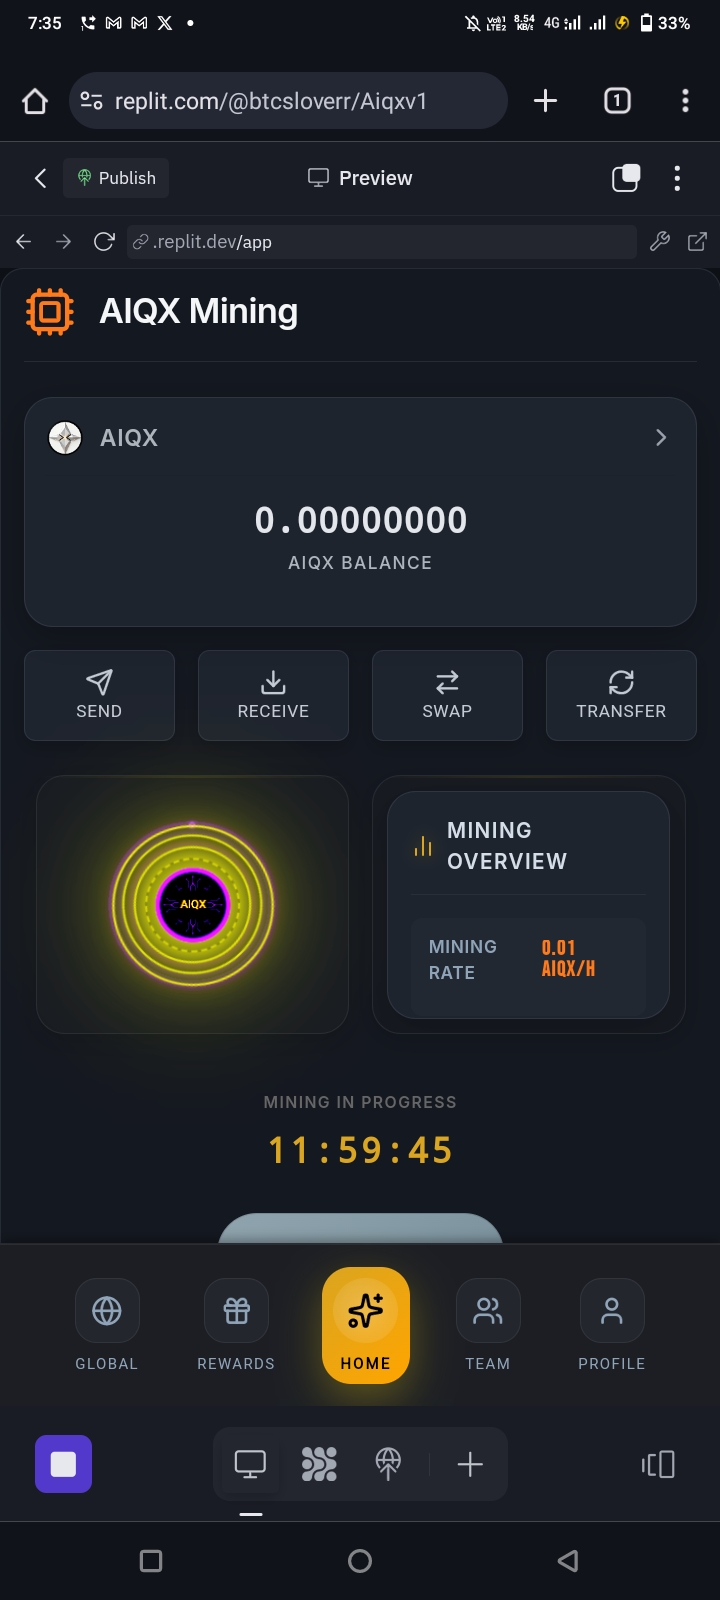 7:35
Vo)) 1 LTE2 8.54 KB/s 4G 33%
replit.com/@btcsloverr/Aiqxv1
1
Publish
Preview
.replit.dev/app
AIQX Mining
AIQX
0.00000000
AIQX BALANCE
SEND RECEIVE SWAP TRANSFER
AIQX
MINING
OVERVIEW
MINING
RATE
0.01
AIQX/H
MINING IN PROGRESS
11:59:45
GLOBAL REWARDS HOME TEAM PROFILE